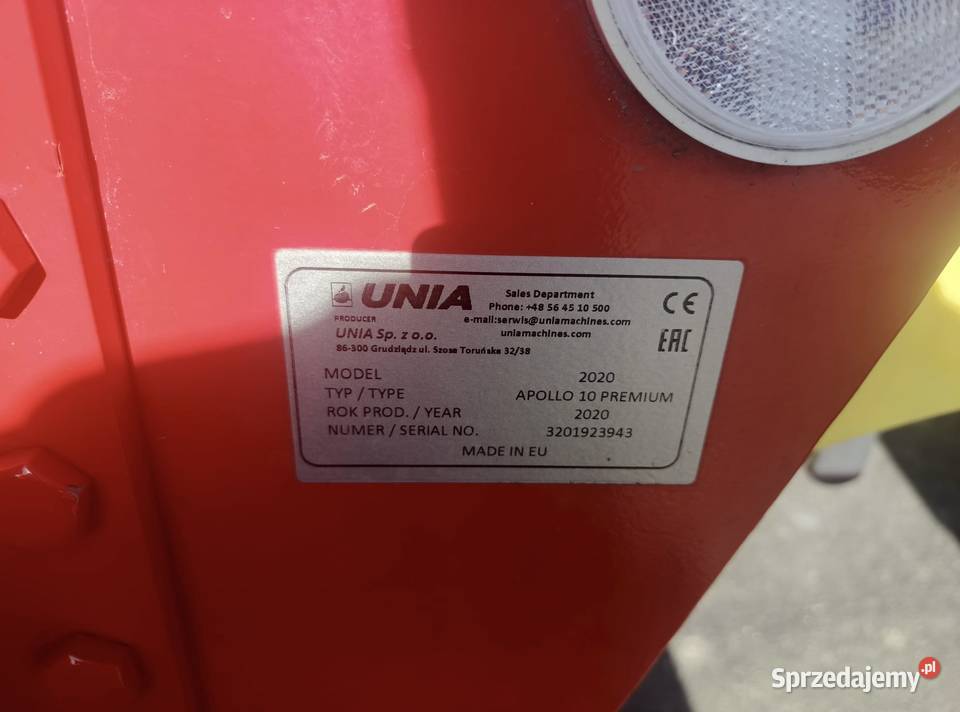 UNIA
PRODUCER
UNIA Sp. z o.o.
86-300 Grudziądz ul. Szosa Toruńska 32/38
Sales Department
Phone: +48 56 45 10 500
e-mail:serwis@uniamachines.com
uniamachines.com
CE
EAC
MODEL 2020
TYP / TYPE APOLLO 10 PREMIUM
ROK PROD. / YEAR 2020
NUMER / SERIAL NO. 3201923943
MADE IN EU
Sprzedajemy.pl